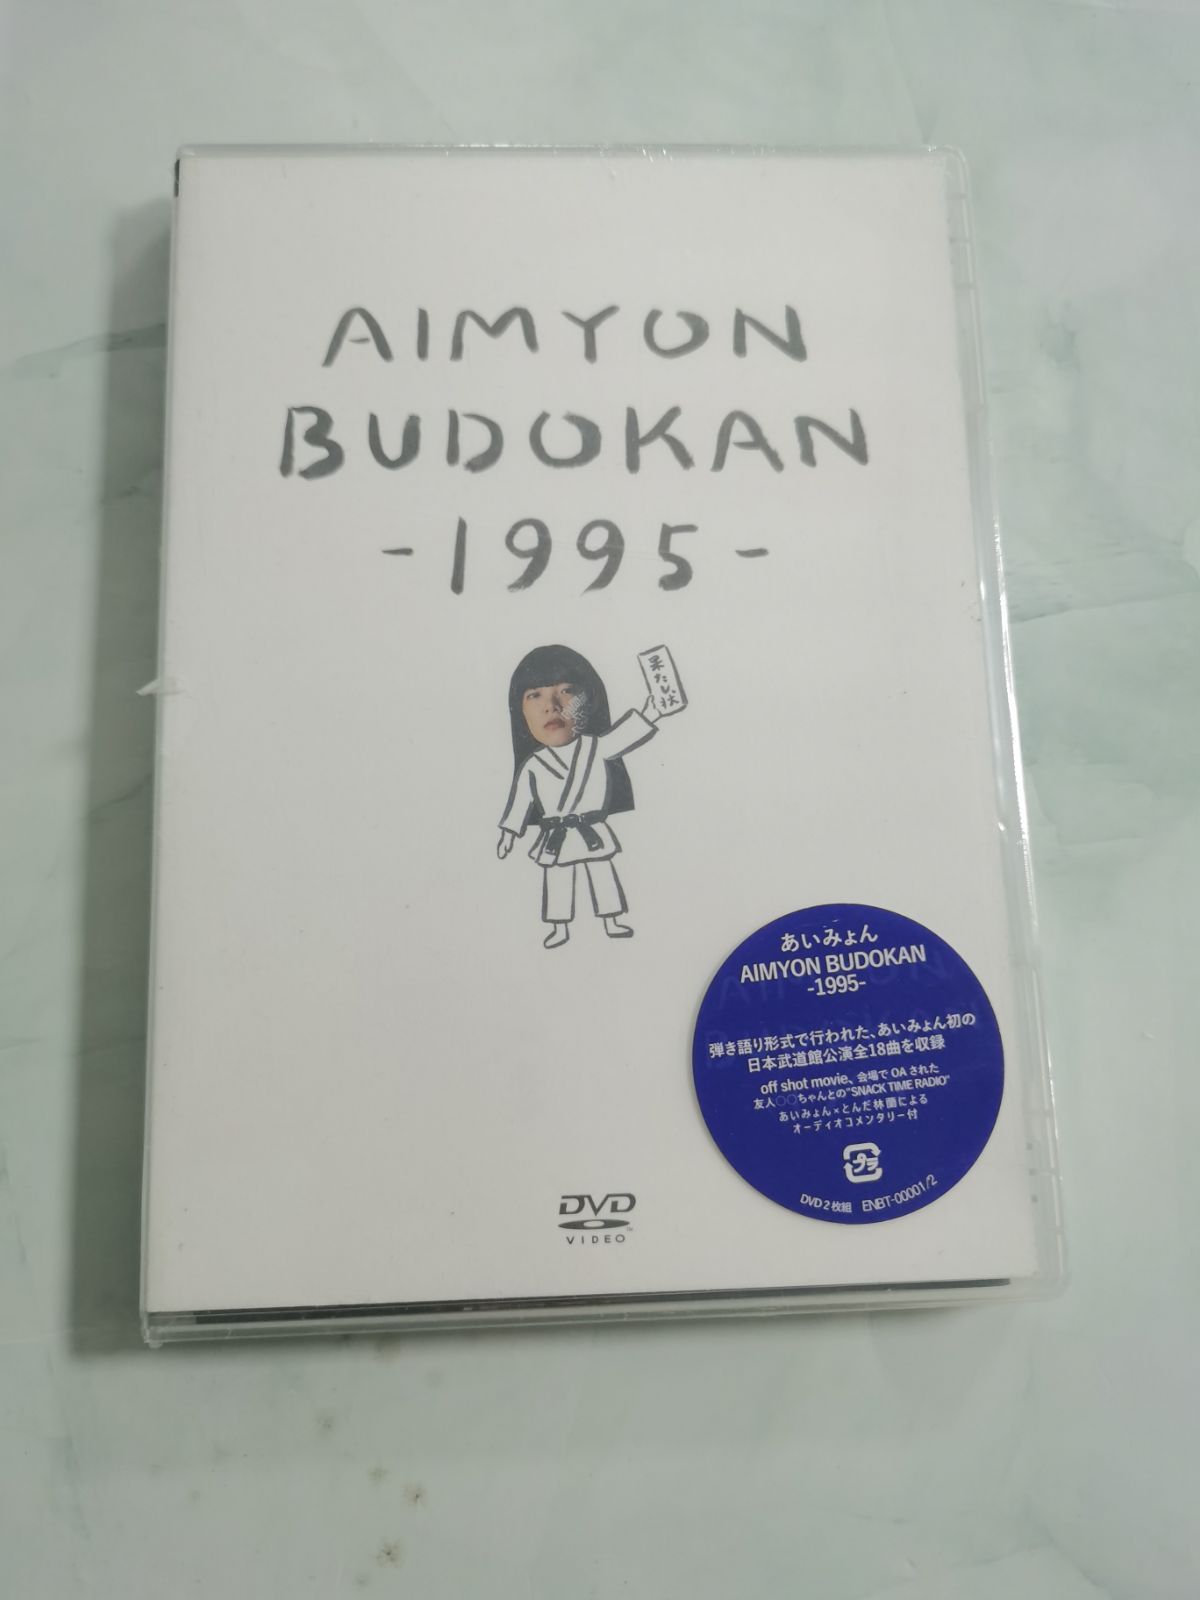 AIMYON
BUDOKAN
-1995-
果たし状
DVD
VIDEO
あいみょん
AIMYON BUDOKAN
-1995-
弾き語り形式で行われた、あいみょん初の
日本武道館公演全18曲を収録
off shot movie、会場で OA された
友人○○ちゃんとの"SNACK TIME RADIO"
あいみょん×とんだ林蘭による
オーディオコメンタリー付
プラ
DVD 2 枚組 ENBT-00001/2